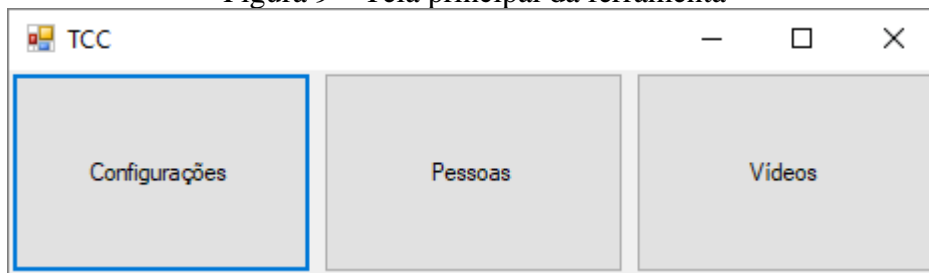 Figura 9 – Tela principal da ferramenta
TCC
Configurações
Pessoas
Vídeos